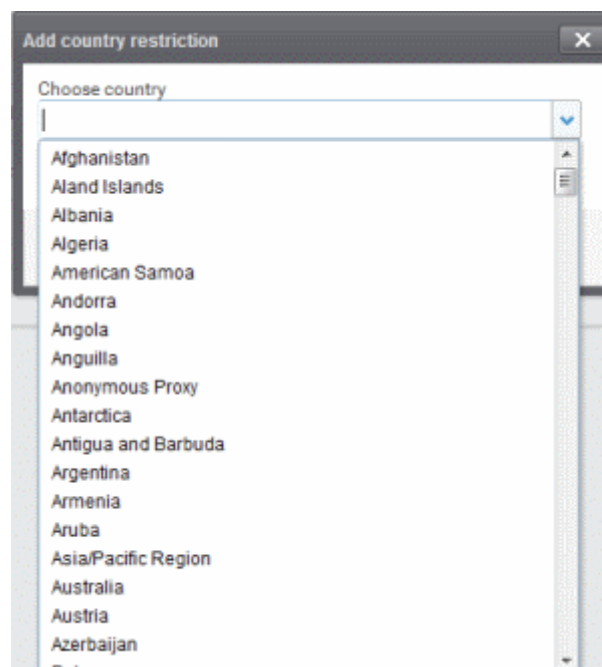 Add country restriction
Choose country
Afghanistan
Aland Islands
Albania
Algeria
American Samoa
Andorra
Angola
Anguilla
Anonymous Proxy
Antarctica
Antigua and Barbuda
Argentina
Armenia
Aruba
Asia/Pacific Region
Australia
Austria
Azerbaijan